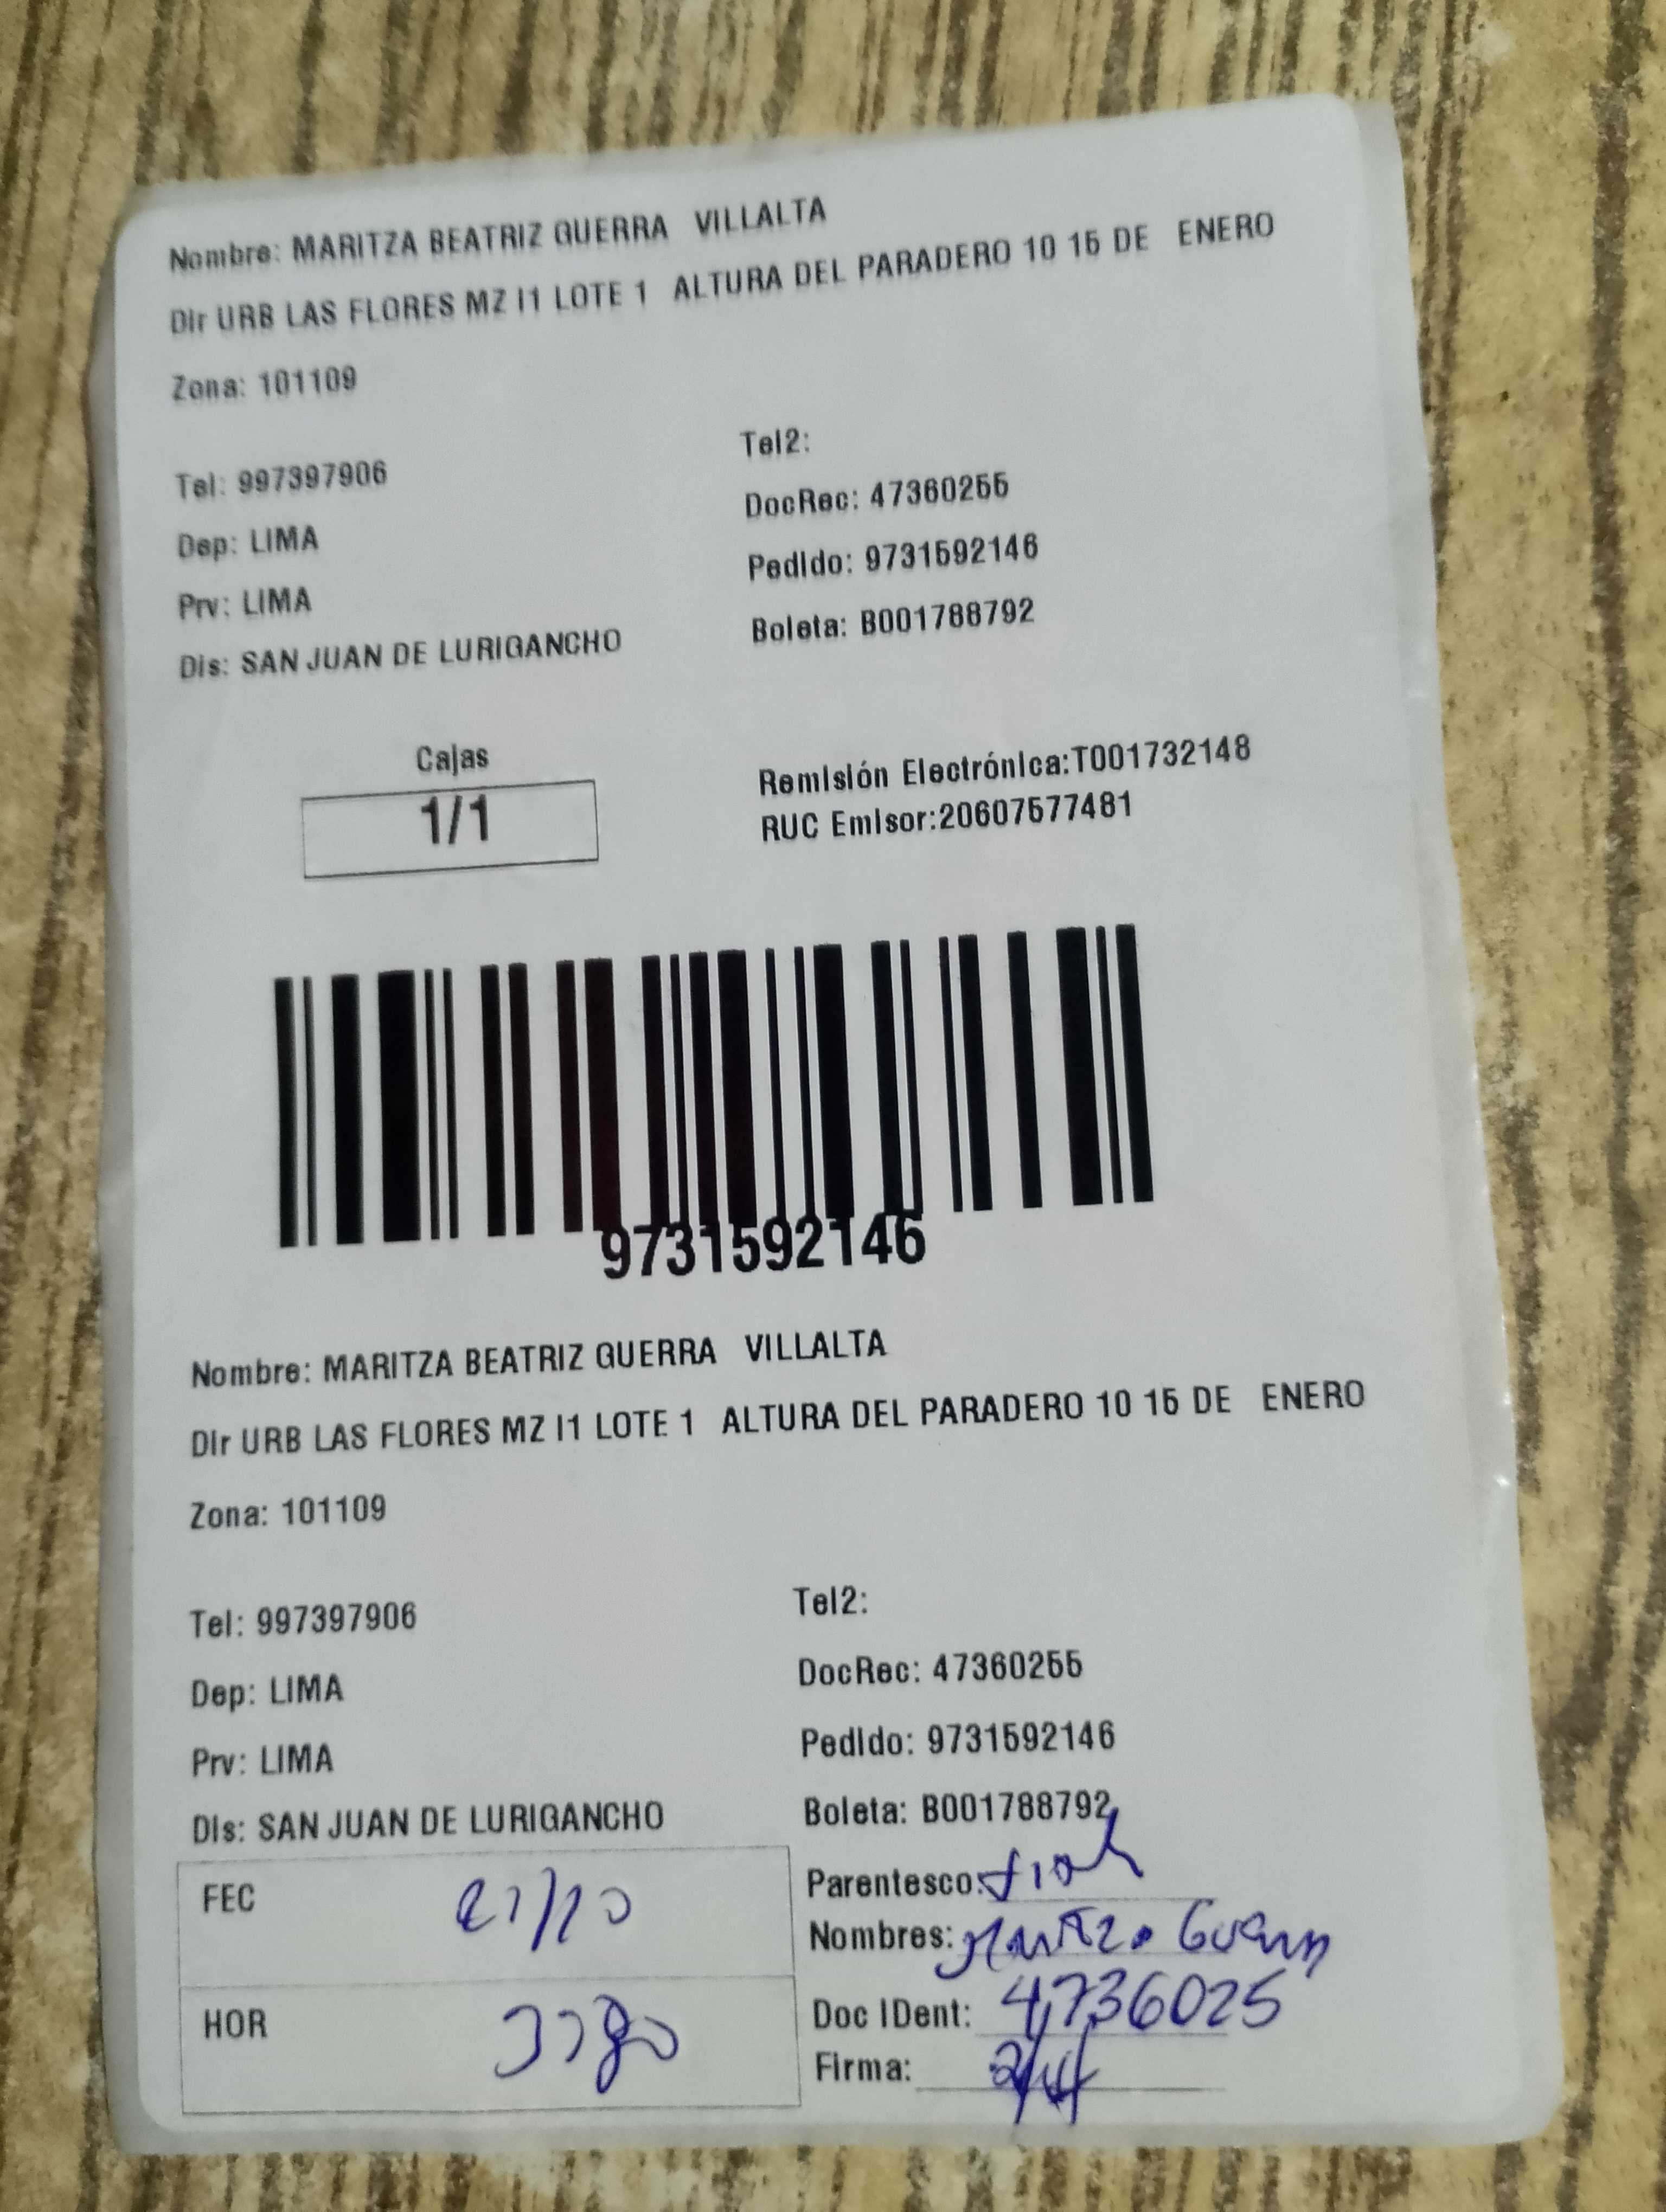 Nombre: MARITZA BEATRIZ GUERRA VILLALTA
Dir URB LAS FLORES MZ I1 LOTE 1 ALTURA DEL PARADERO 10 15 DE ENERO
Zona: 101109
Tel2:
Tel: 997397906
DocRec: 47360255
Dep: LIMA
Pedido: 9731592146
Prv: LIMA
Boleta: B001788792
Dis: SAN JUAN DE LURIGANCHO
Cajas
1/1
Remisión Electrónica:T001732148
RUC Emisor:20607577481
9731592146
Nombre: MARITZA BEATRIZ GUERRA VILLALTA
Dir URB LAS FLORES MZ I1 LOTE 1 ALTURA DEL PARADERO 10 15 DE ENERO
Zona: 101109
Tel2:
Tel: 997397906
DocRec: 47360255
Dep: LIMA
Pedido: 9731592146
Prv: LIMA
Boleta: B001788792
Dis: SAN JUAN DE LURIGANCHO
FEC
Parentesco:
Nombres: Maritza Guerra
HOR
Doc IDent: 4736025
Firma: